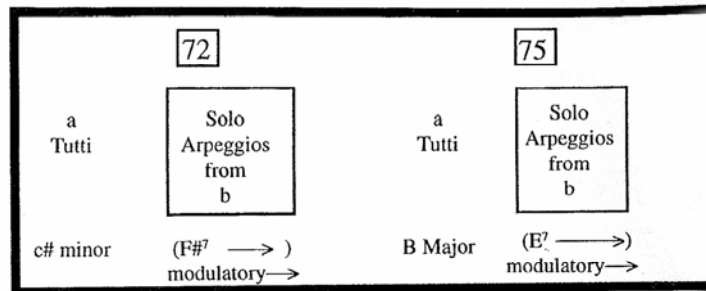 72 75
a Solo a Solo
Tutti Arpeggios Tutti Arpeggios
from from
b b
c# minor (F#⁷ → ) B Major (E⁷ →)
modulatory→ modulatory→